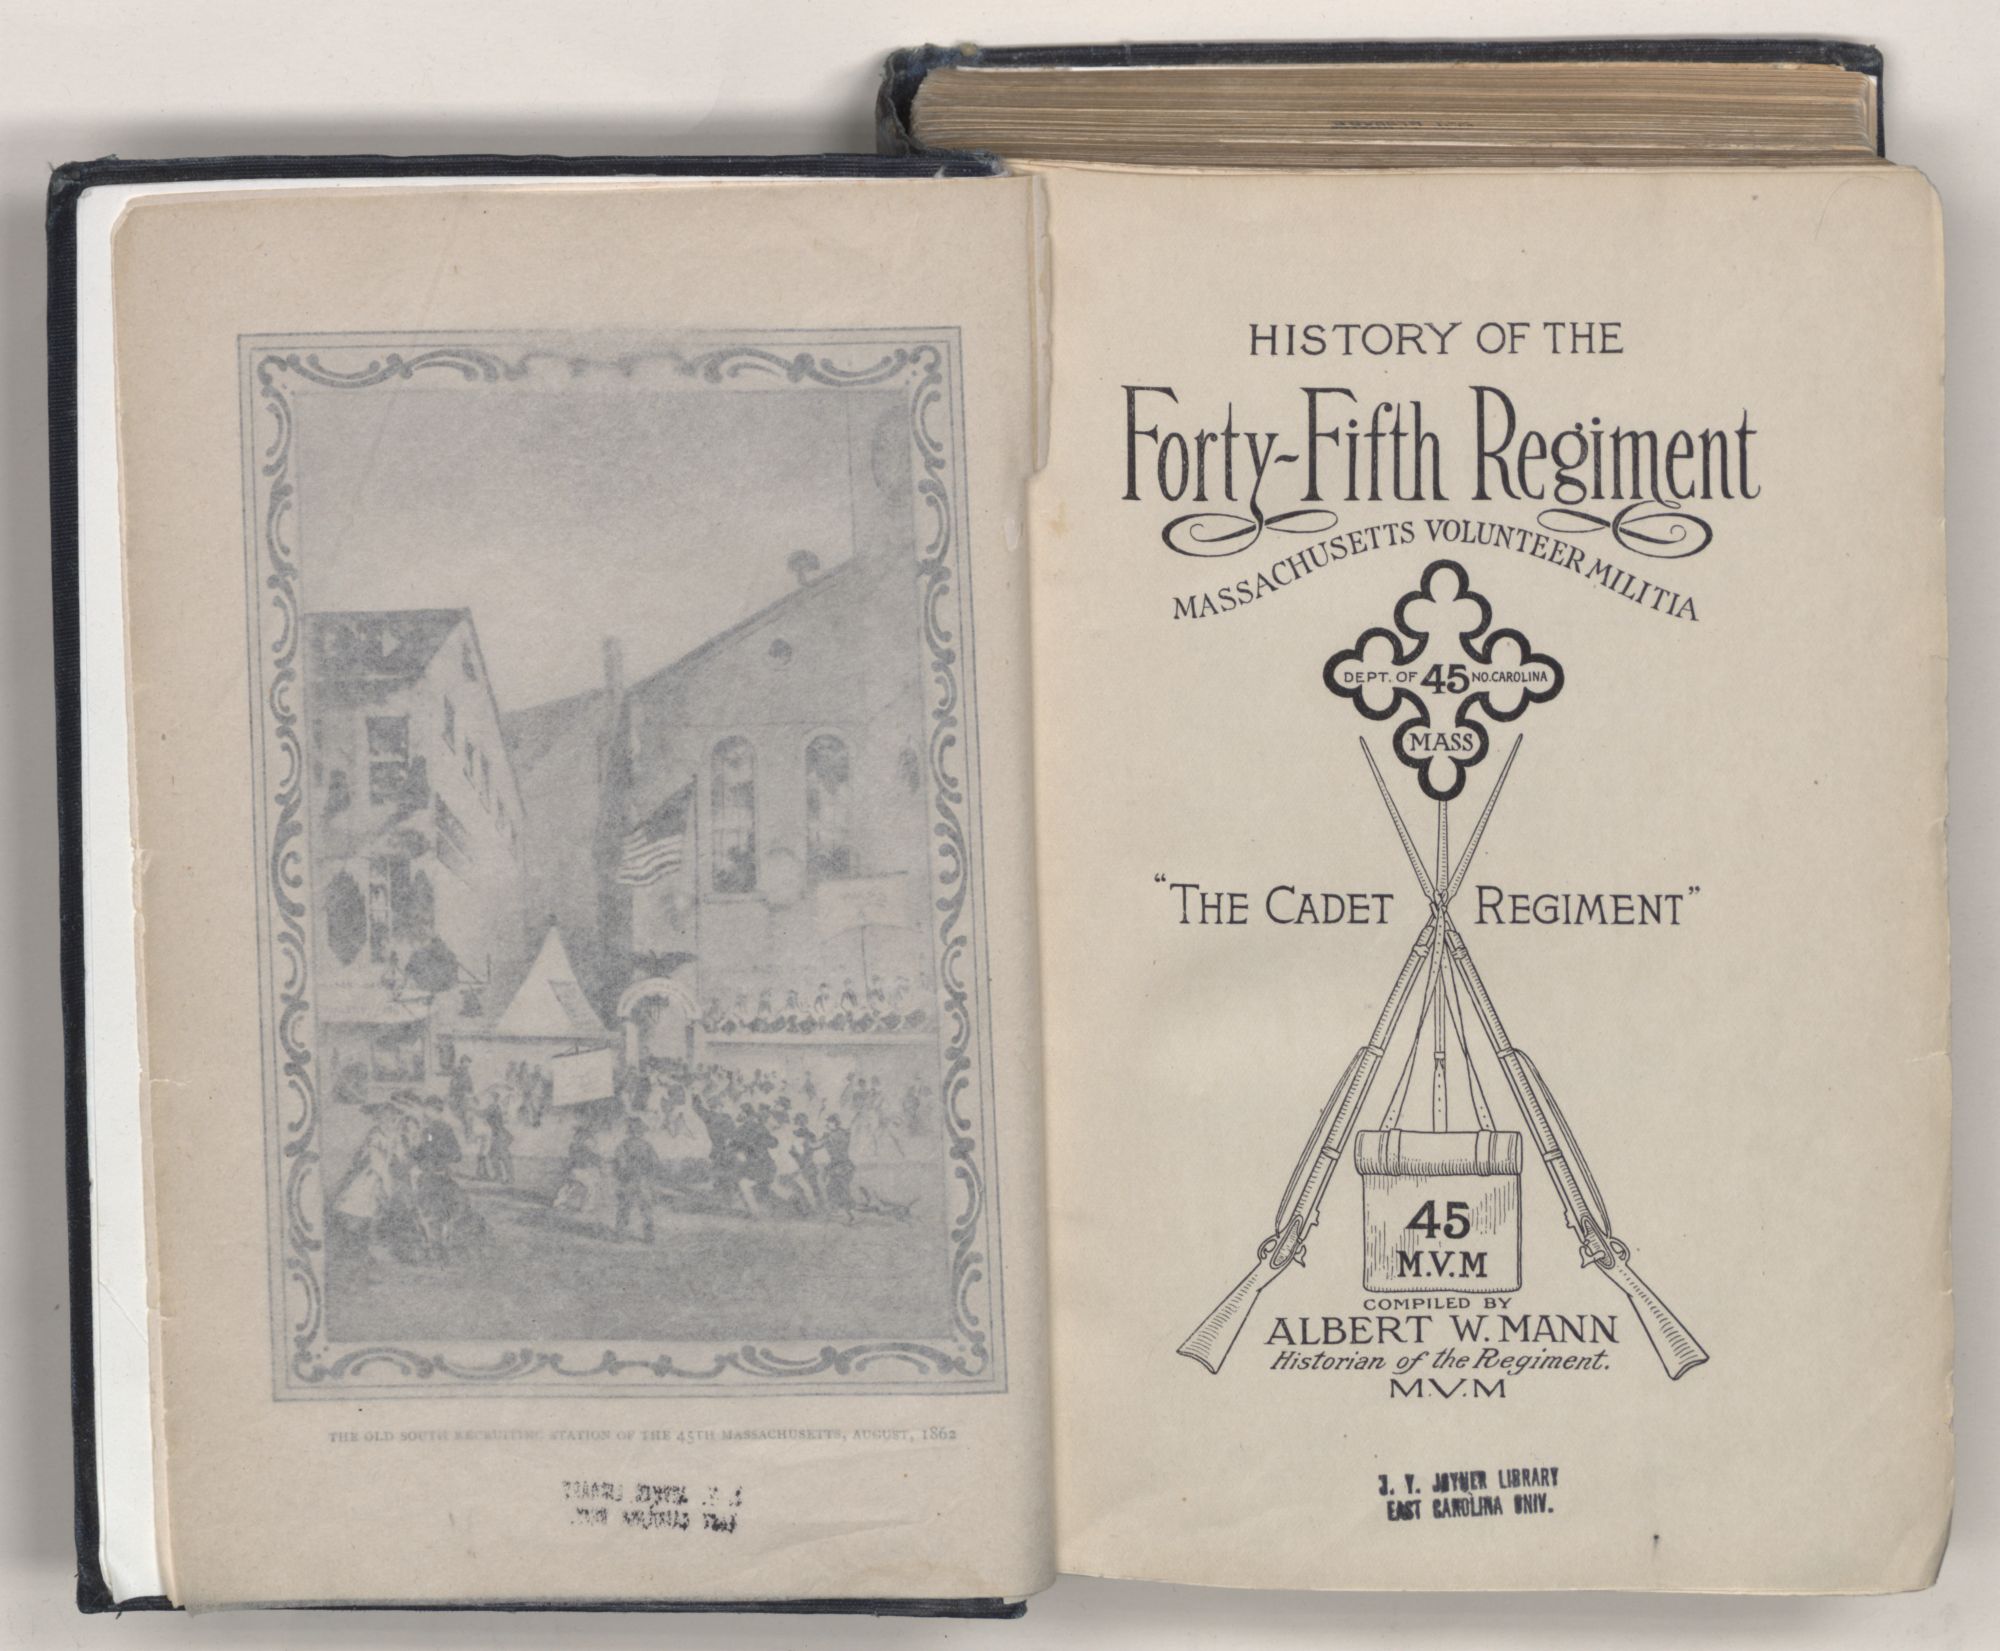 THE OLD SOUTH RECRUITING STATION OF THE 45TH MASSACHUSETTS, AUGUST, 1862
HISTORY OF THE
Forty-Fifth Regiment
MASSACHUSETTS VOLUNTEER MILITIA
DEPT. OF 45 NO. CAROLINA
MASS
"THE CADET REGIMENT"
45
M.V.M
COMPILED BY
ALBERT W. MANN
Historian of the Regiment.
M.V.M
J. Y. JOYNER LIBRARY
EAST CAROLINA UNIV.